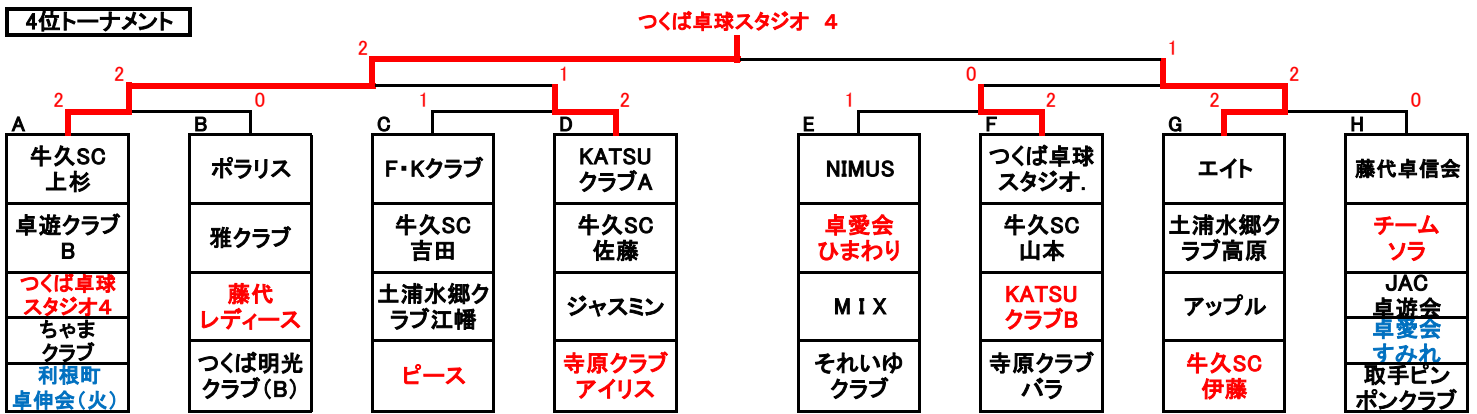 4位トーナメント
つくば卓球スタジオ 4
2
1
2
1
0
2
2
0
1
2
1
2
2
0
A
B
C
D
E
F
G
H
牛久SC
上杉
卓遊クラブ
B
つくば卓球
スタジオ4
ちゃま
クラブ
利根町
卓伸会(火)
ポラリス
雅クラブ
藤代
レディース
つくば明光
クラブ(B)
F・Kクラブ
牛久SC
吉田
土浦水郷ク
ラブ江幡
ピース
KATSU
クラブA
牛久SC
佐藤
ジャスミン
寺原クラブ
アイリス
NIMUS
卓愛会
ひまわり
MIX
それいゆ
クラブ
つくば卓球
スタジオ.
牛久SC
山本
KATSU
クラブB
寺原クラブ
バラ
エイト
土浦水郷ク
ラブ高原
アップル
牛久SC
伊藤
藤代卓信会
チーム
ソラ
JAC
卓遊会
卓愛会
すみれ
取手ピン
ポンクラブ